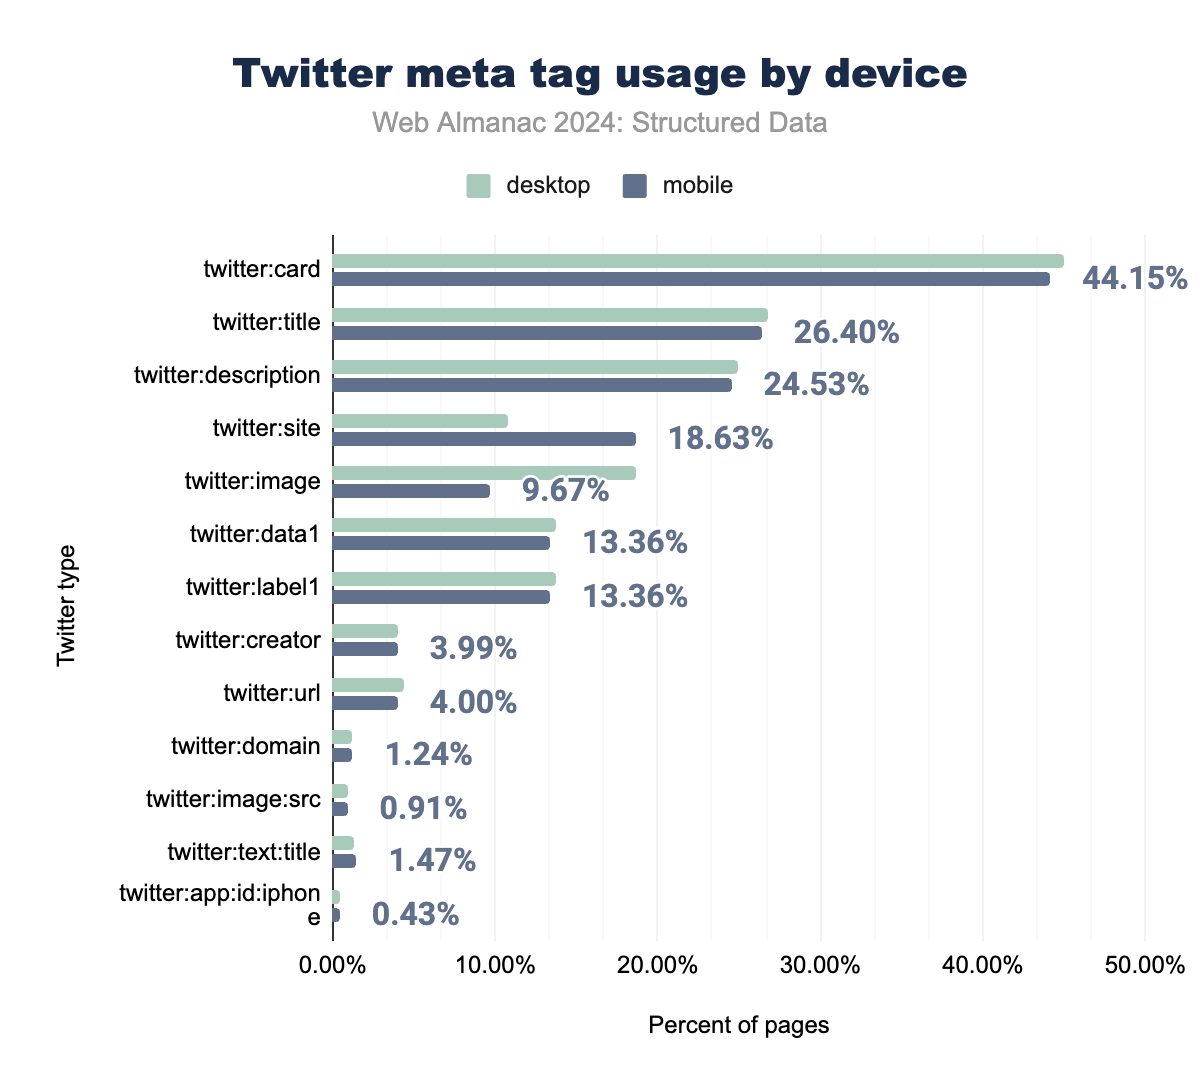 Twitter meta tag usage by device
Web Almanac 2024: Structured Data
desktop mobile
twitter:card 44.15%
twitter:title 26.40%
twitter:description 24.53%
twitter:site 18.63%
twitter:image 9.67%
twitter:data1 13.36%
twitter:label1 13.36%
twitter:creator 3.99%
twitter:url 4.00%
twitter:domain 1.24%
twitter:image:src 0.91%
twitter:text:title 1.47%
twitter:app:id:iphon
e 0.43%
Twitter type
0.00% 10.00% 20.00% 30.00% 40.00% 50.00%
Percent of pages